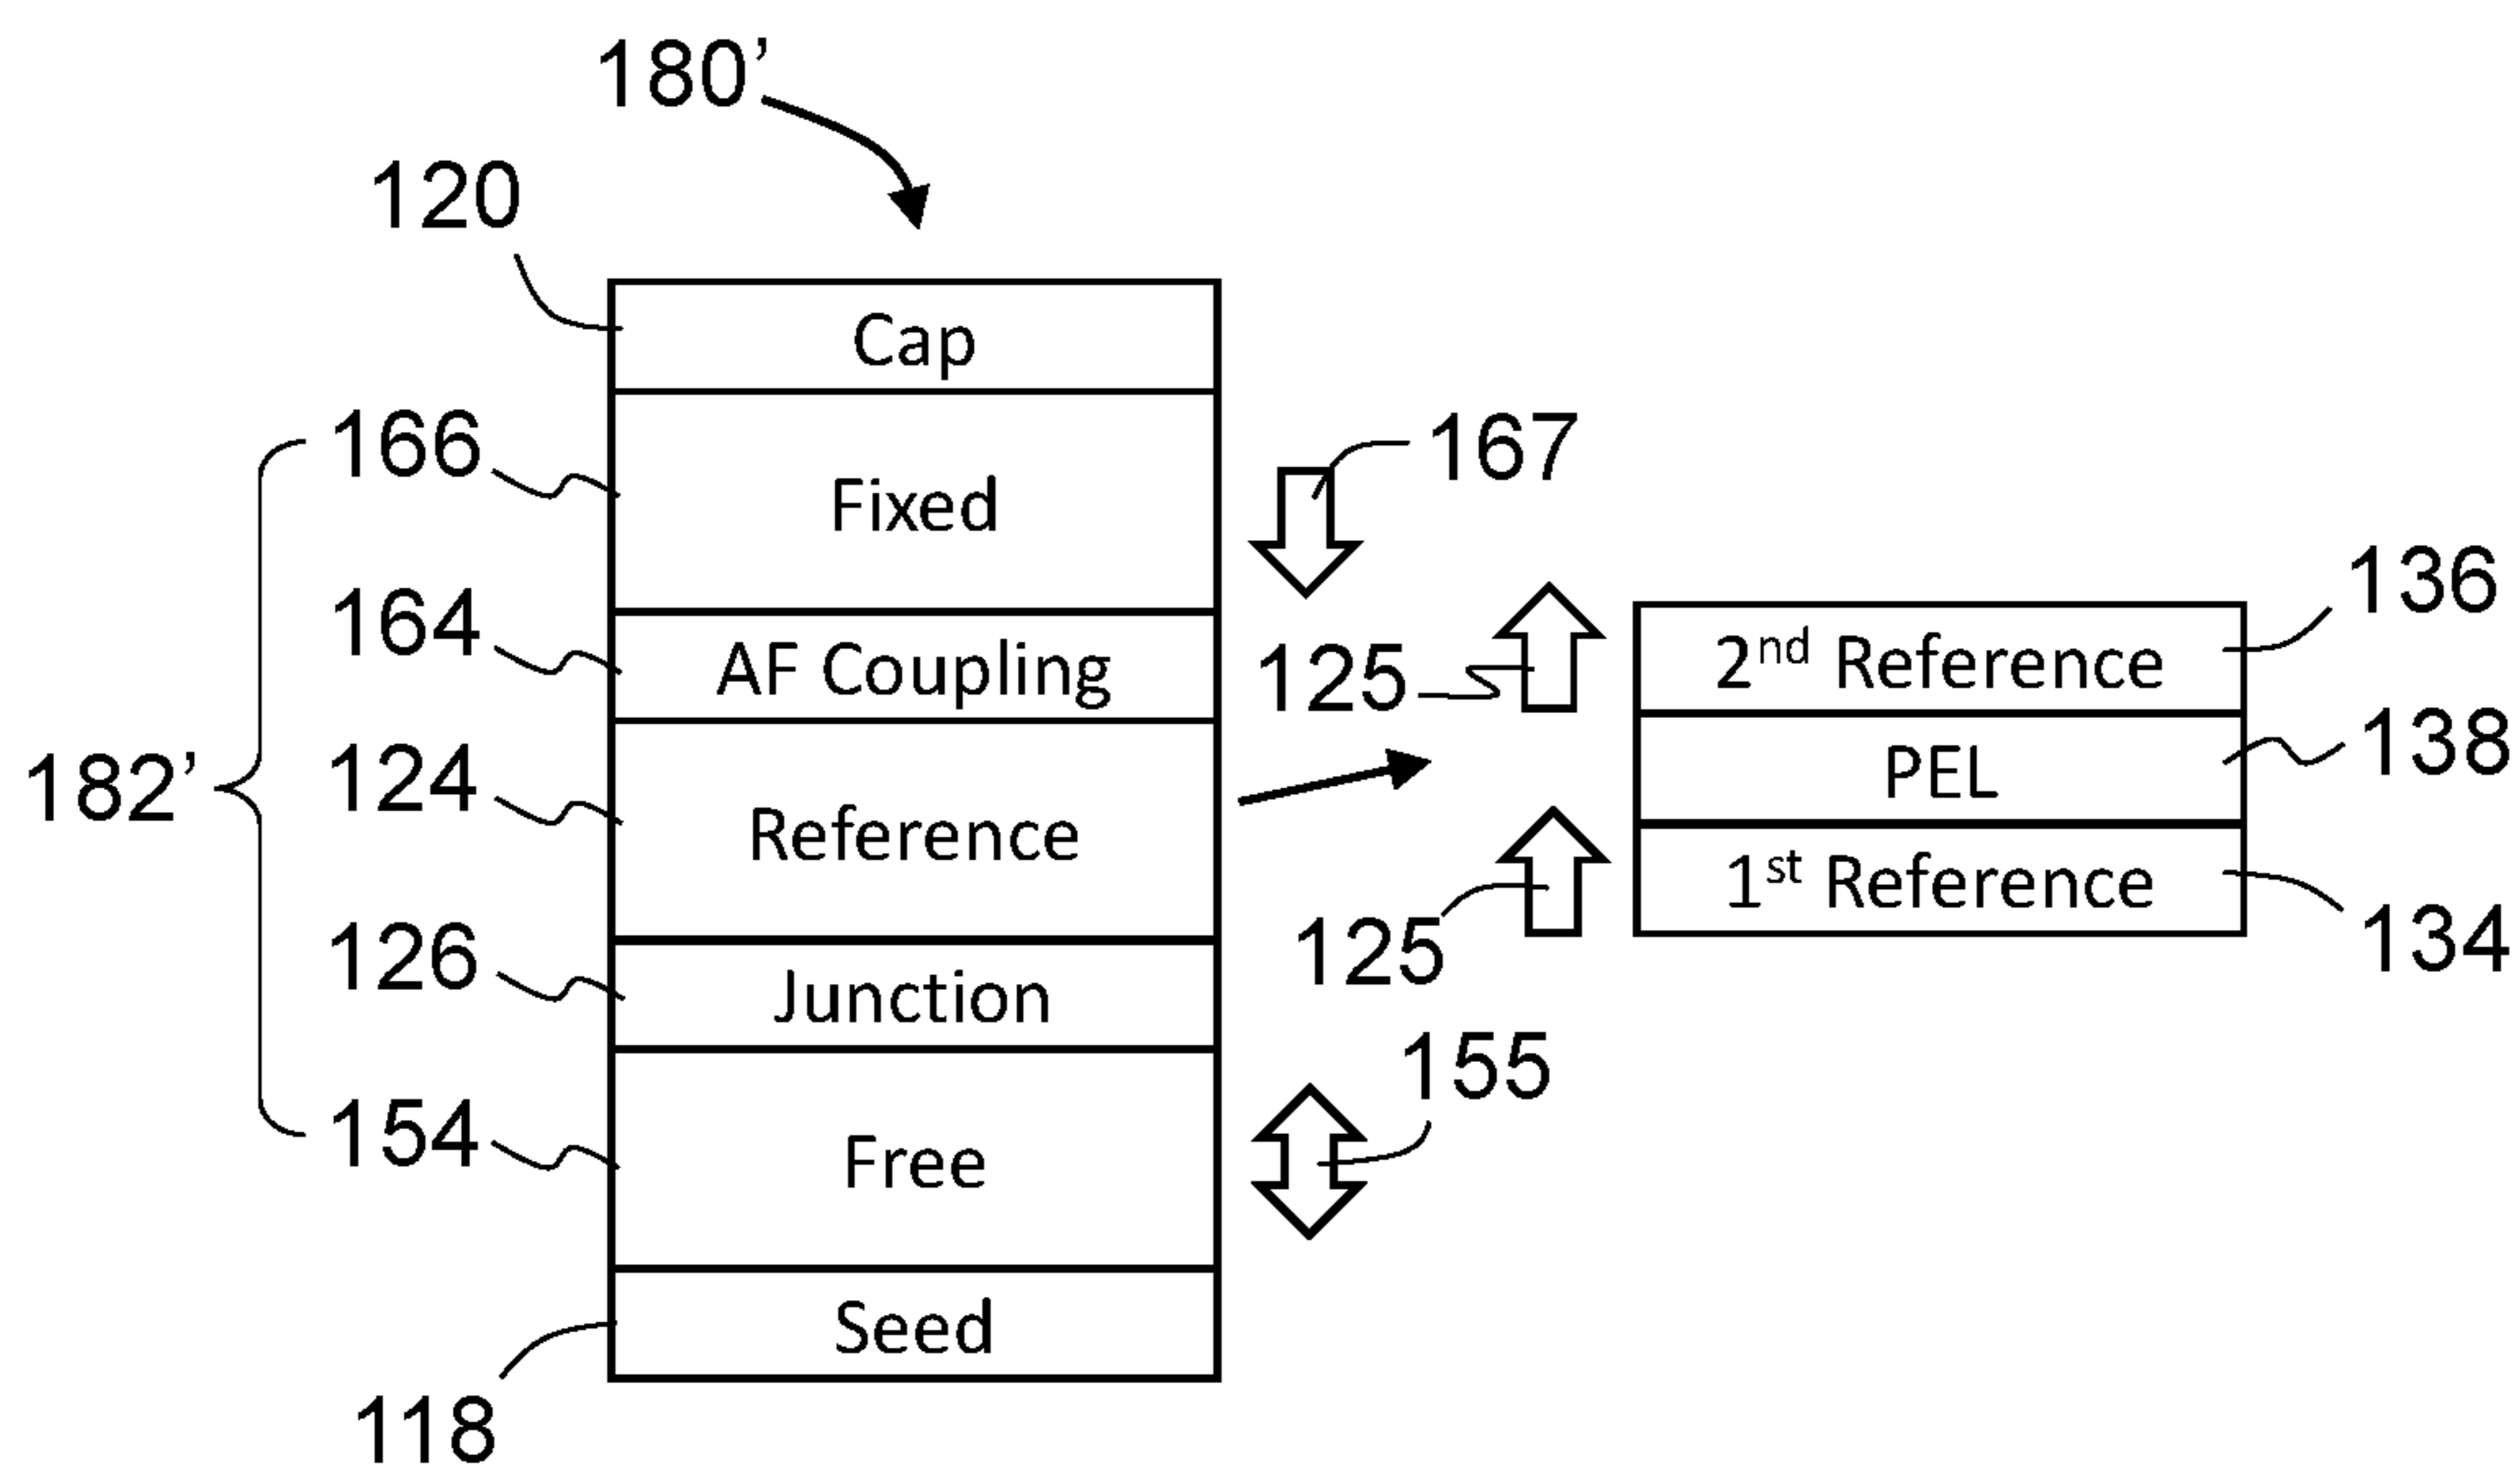 180’
120
Cap
166
Fixed
167
164
AF Coupling
125
2nd Reference
136
182’
124
Reference
PEL
138
125
1st Reference
134
126
Junction
154
Free
155
Seed
118